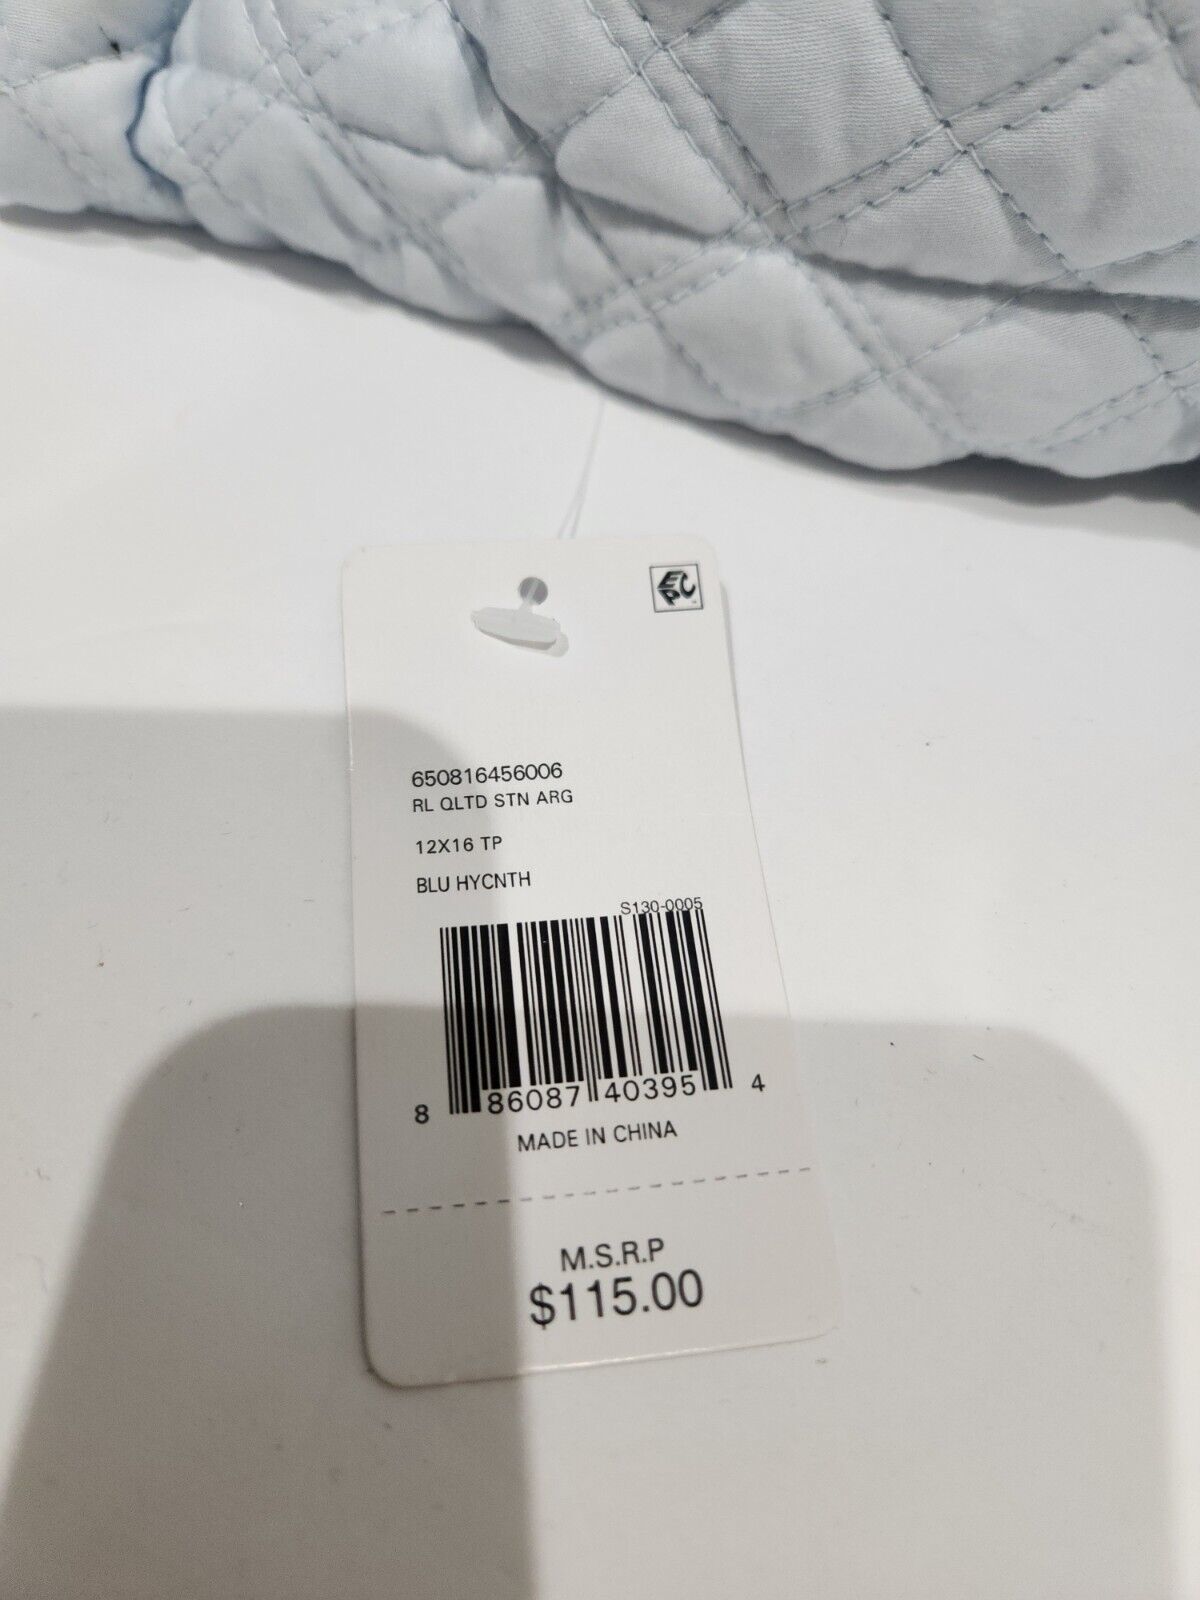 EPC
650816456006
RL QLTD STN ARG
12X16 TP
BLU HYCNTH
S130-0005
8 86087 40395 4
MADE IN CHINA
M.S.R.P
$115.00